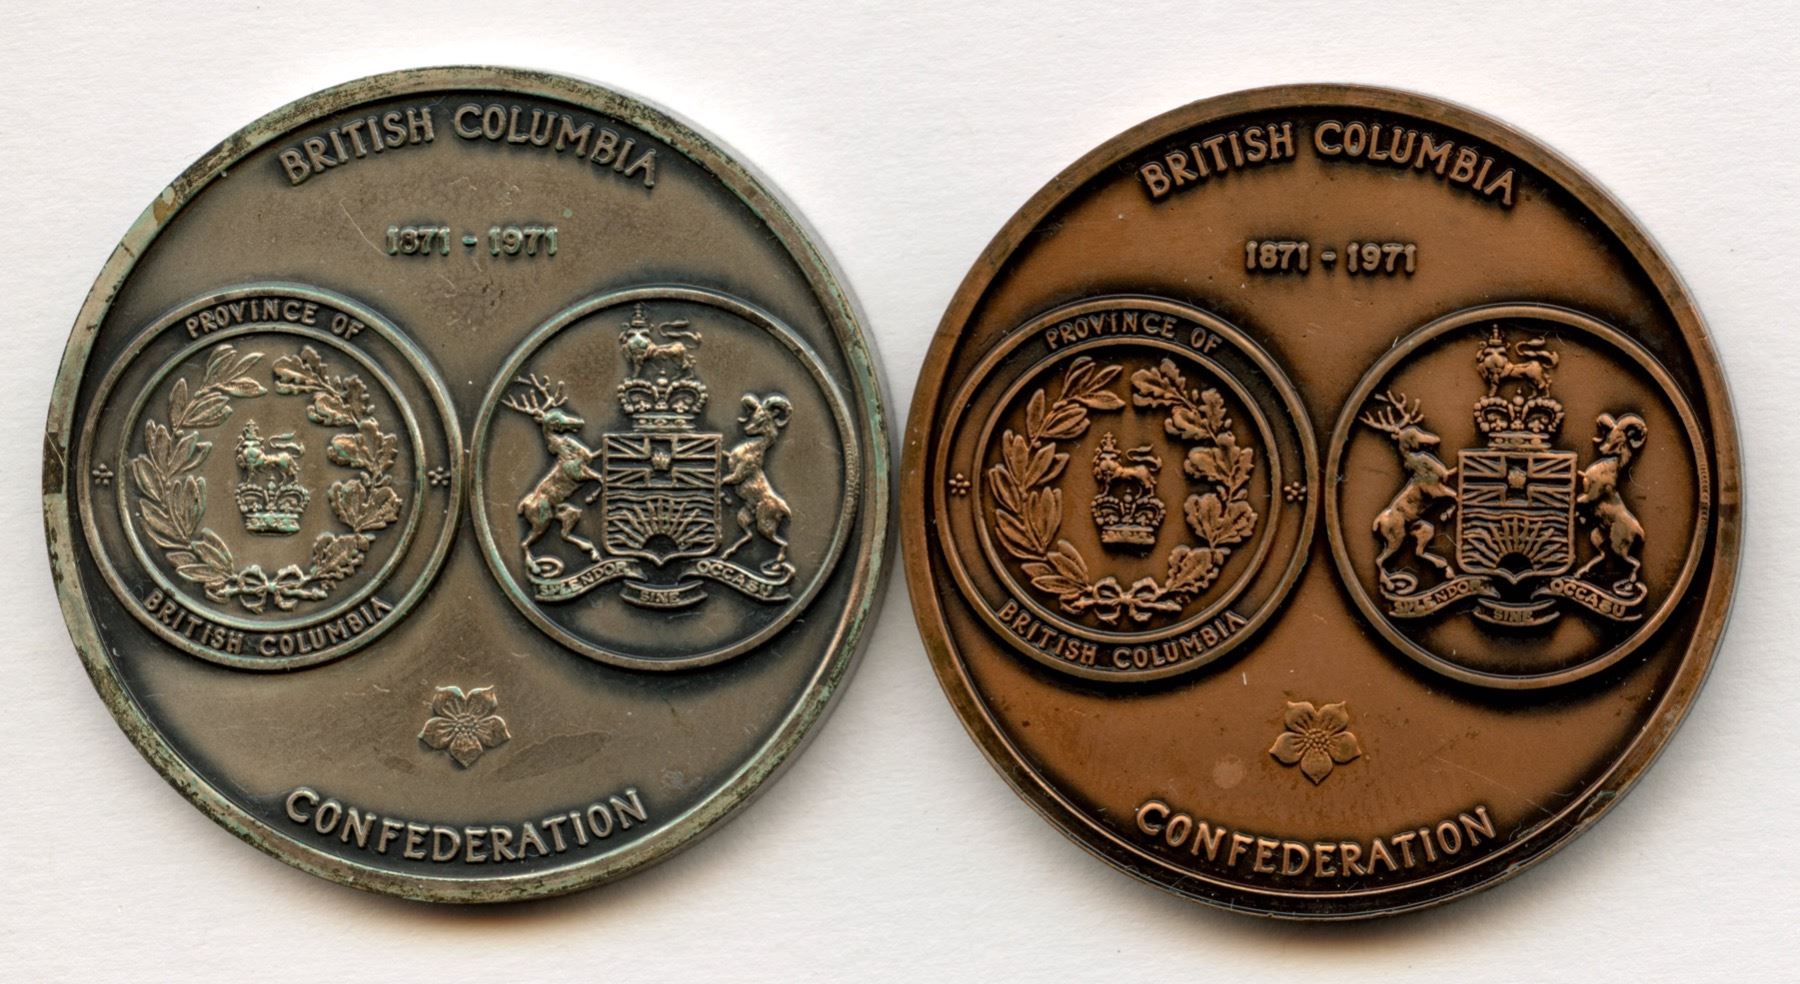 BRITISH COLUMBIA
1871 - 1971
PROVINCE OF
BRITISH COLUMBIA
SPLENDOR SINE OCCASU
CONFEDERATION
BRITISH COLUMBIA
1871 - 1971
PROVINCE OF
BRITISH COLUMBIA
SPLENDOR SINE OCCASU
CONFEDERATION